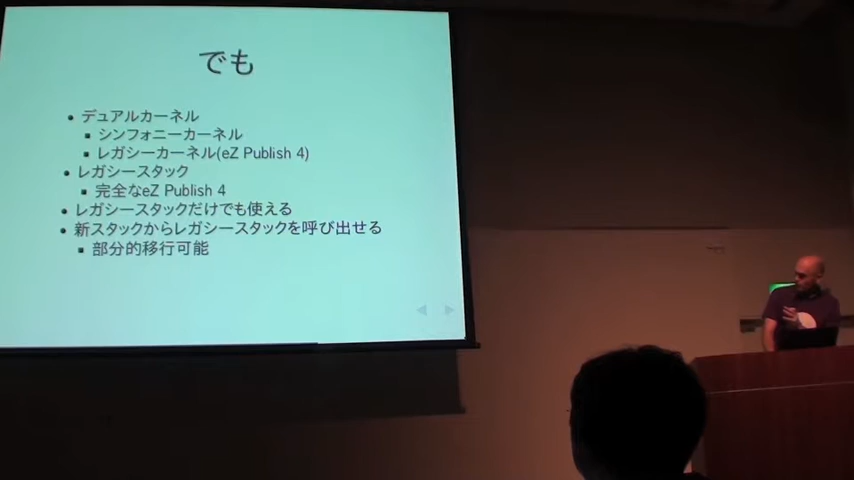 でも
デュアルカーネル
シンフォニーカーネル
レガシーカーネル(eZ Publish 4)
レガシースタック
完全なeZ Publish 4
レガシースタックだけでも使える
新スタックからレガシースタックを呼び出せる
部分的移行可能